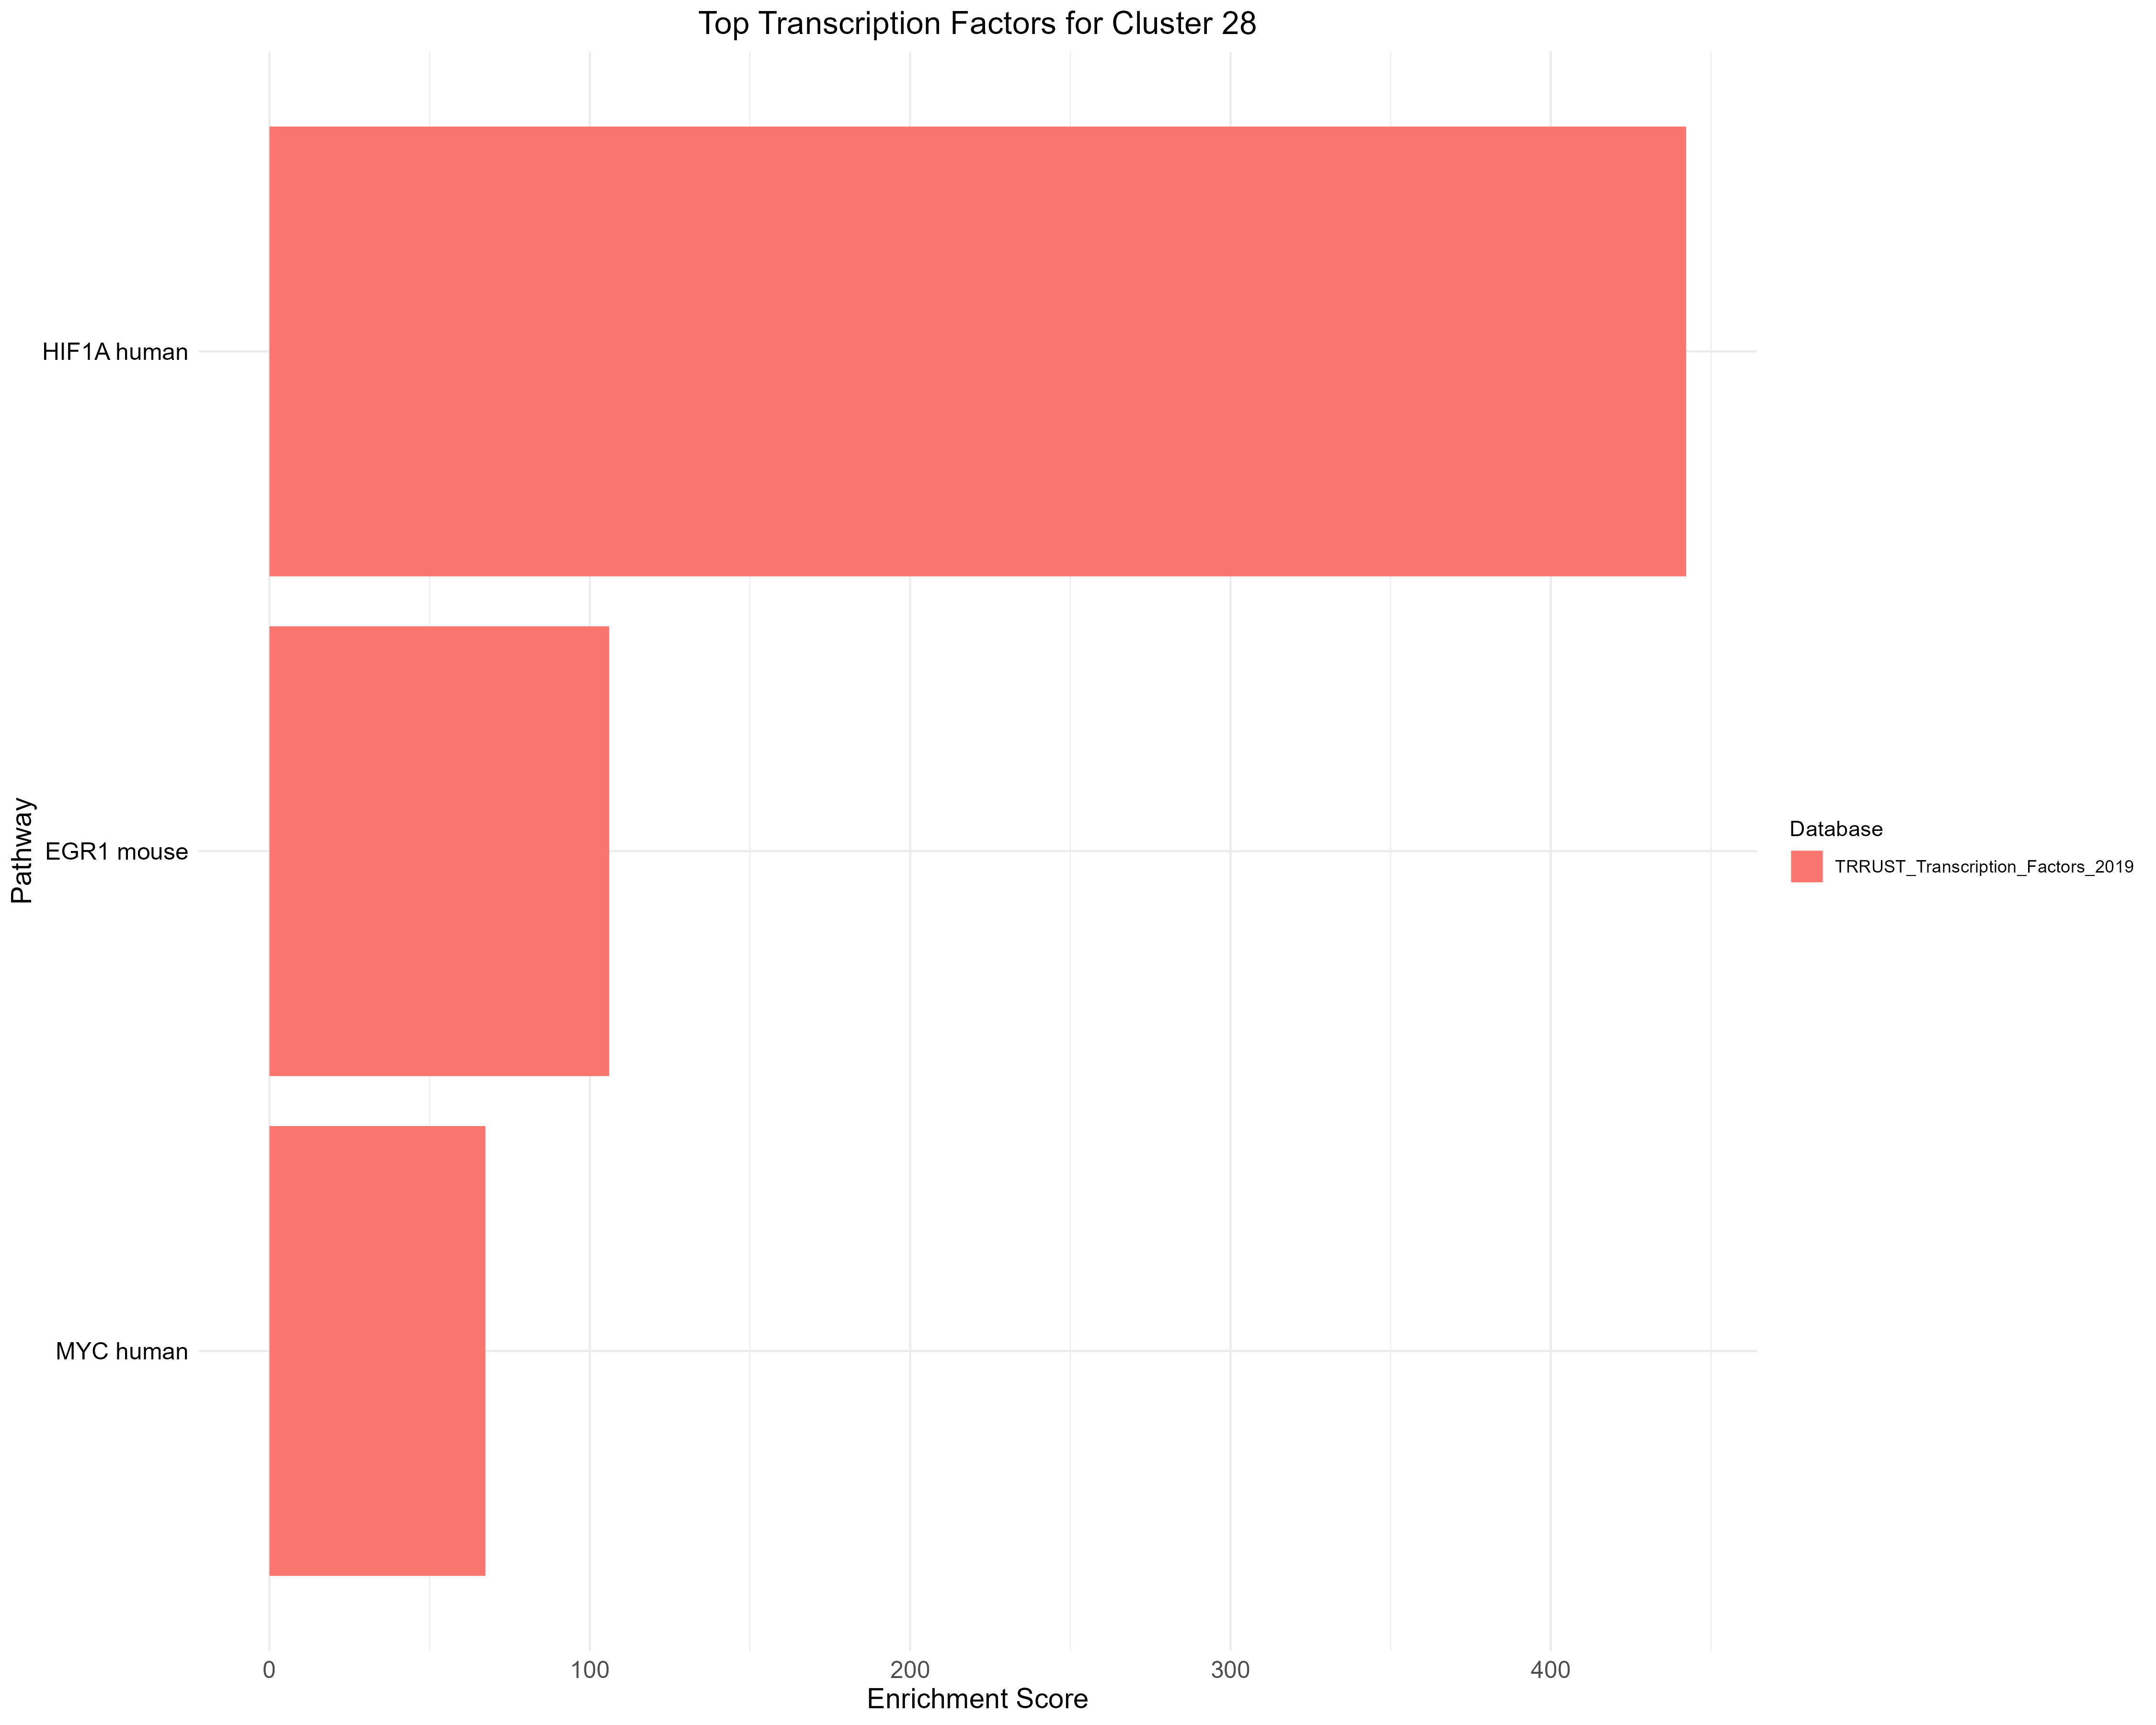 Top Transcription Factors for Cluster 28
HIF1A human
EGR1 mouse
MYC human
Pathway
0 100 200 300 400
Enrichment Score
Database
TRRUST_Transcription_Factors_2019